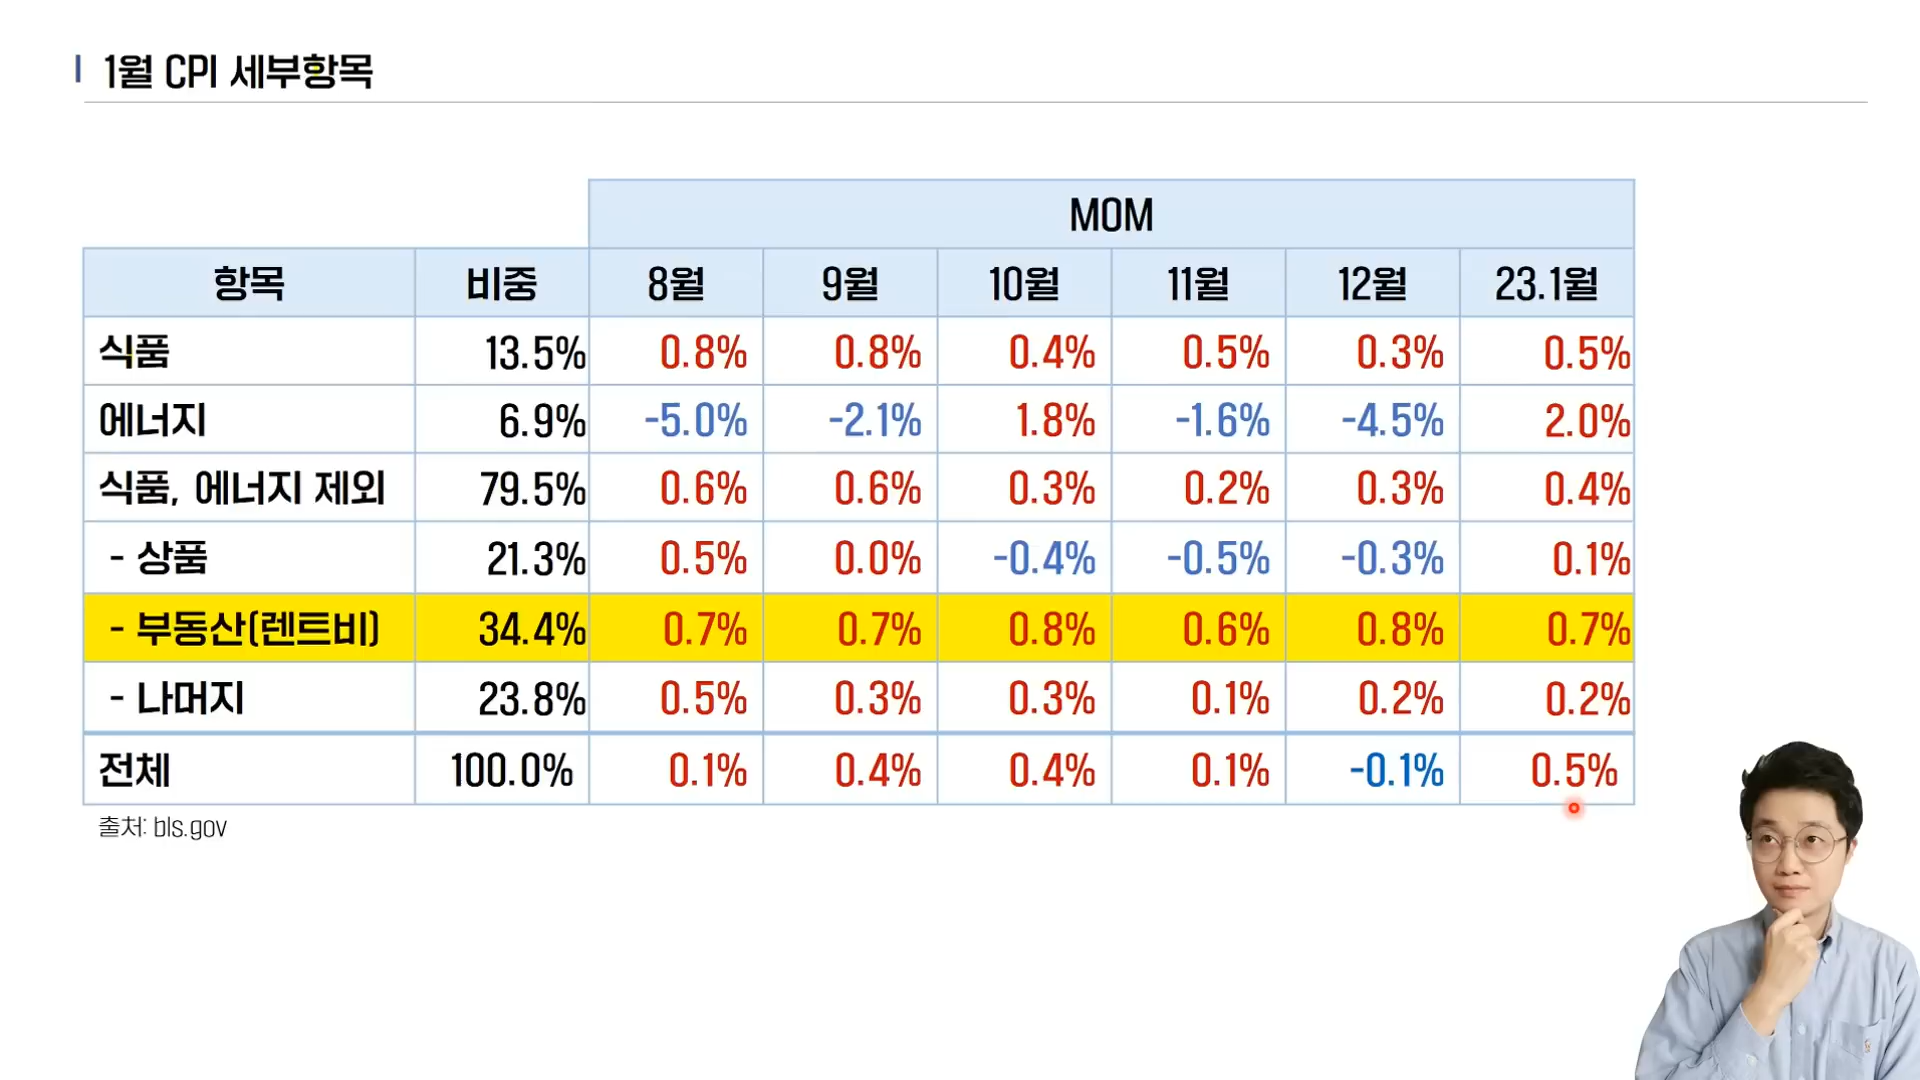 1월 CPI 세부항목
MOM
항목 비중 8월 9월 10월 11월 12월 23.1월
식품 13.5% 0.8% 0.8% 0.4% 0.5% 0.3% 0.5%
에너지 6.9% -5.0% -2.1% 1.8% -1.6% -4.5% 2.0%
식품, 에너지 제외 79.5% 0.6% 0.6% 0.3% 0.2% 0.3% 0.4%
- 상품 21.3% 0.5% 0.0% -0.4% -0.5% -0.3% 0.1%
- 부동산(렌트비) 34.4% 0.7% 0.7% 0.8% 0.6% 0.8% 0.7%
- 나머지 23.8% 0.5% 0.3% 0.3% 0.1% 0.2% 0.2%
전체 100.0% 0.1% 0.4% 0.4% 0.1% -0.1% 0.5%
출처: bls.gov